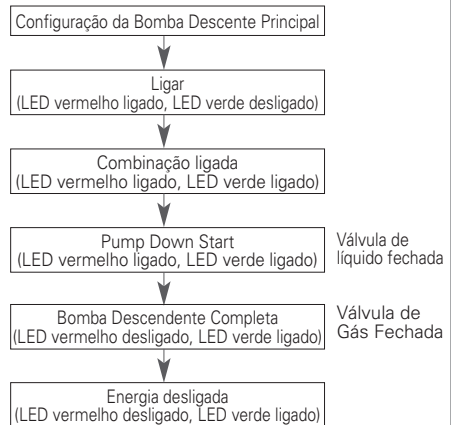 Configuração da Bomba Descente Principal
Ligar
(LED vermelho ligado, LED verde desligado)
Combinação ligada
(LED vermelho ligado, LED verde ligado)
Pump Down Start
(LED vermelho ligado, LED verde ligado)
Válvula de
líquido fechada
Bomba Descendente Completa
(LED vermelho desligado, LED verde ligado)
Válvula de
Gás Fechada
Energia desligada
(LED vermelho desligado, LED verde ligado)